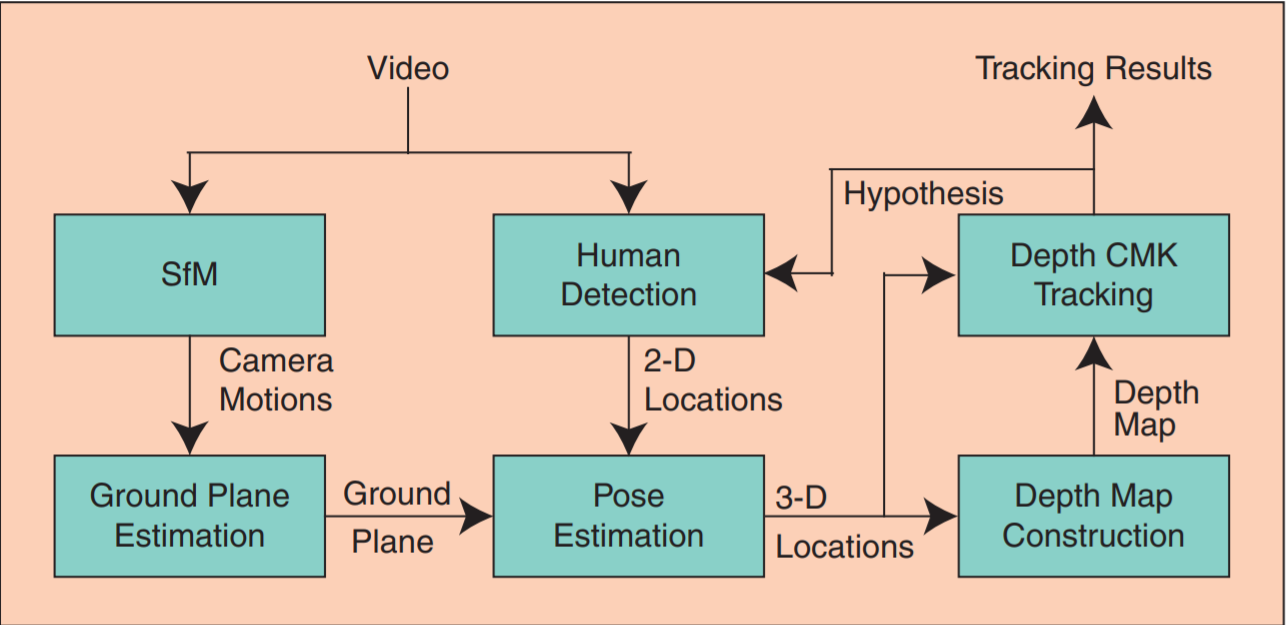 Video
Tracking Results
Hypothesis
SfM
Human
Detection
Depth CMK
Tracking
Camera
Motions
2-D
Locations
Depth
Map
Ground Plane
Estimation
Ground
Plane
Pose
Estimation
3-D
Locations
Depth Map
Construction